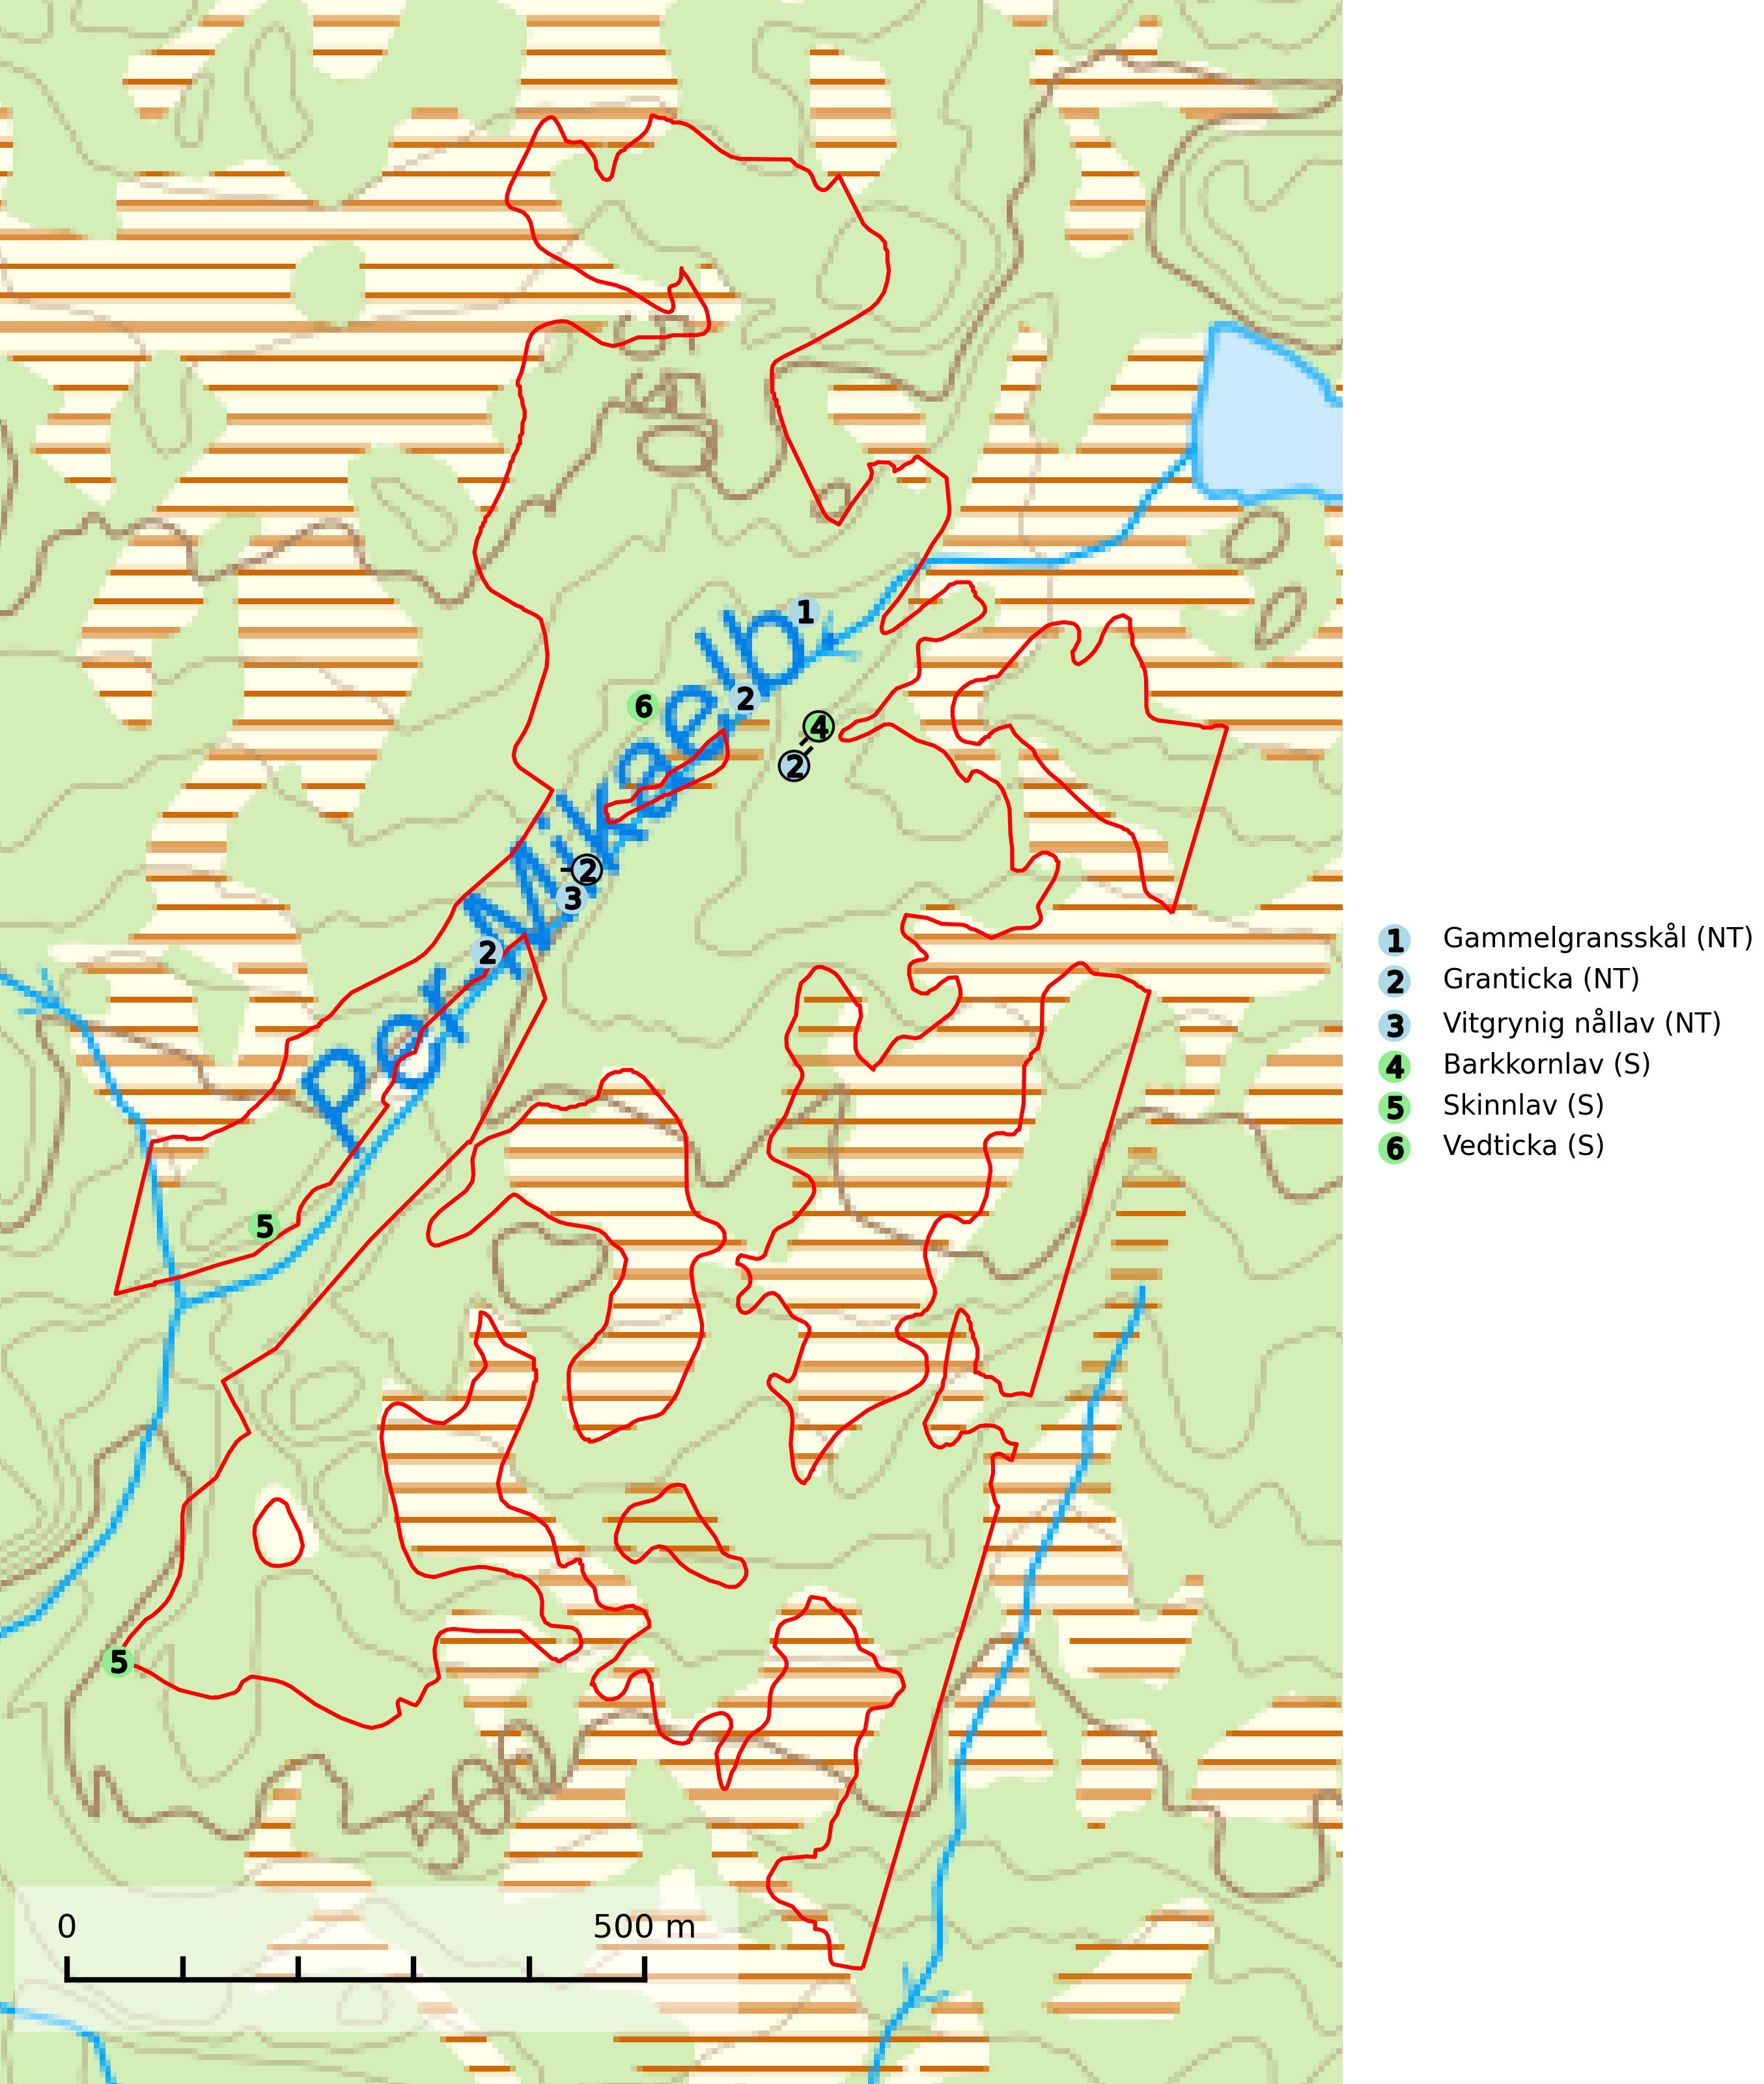 1
6
2
4
2
2
3
2
Per Mikaelb.
5
5
560
0 500 m
1 Gammelgransskål (NT)
2 Granticka (NT)
3 Vitgrynig nållav (NT)
4 Barkkornlav (S)
5 Skinnlav (S)
6 Vedticka (S)